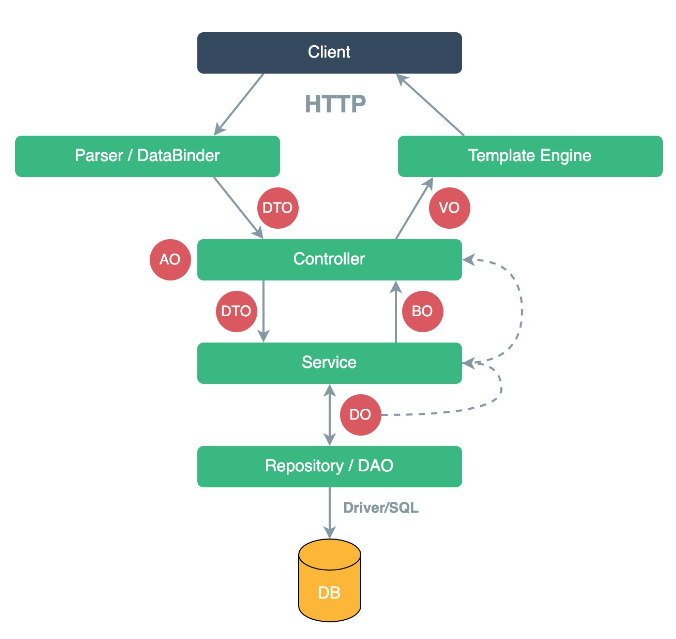 Client
HTTP
Parser / DataBinder
Template Engine
DTO
VO
AO
Controller
DTO
BO
Service
DO
Repository / DAO
Driver/SQL
DB